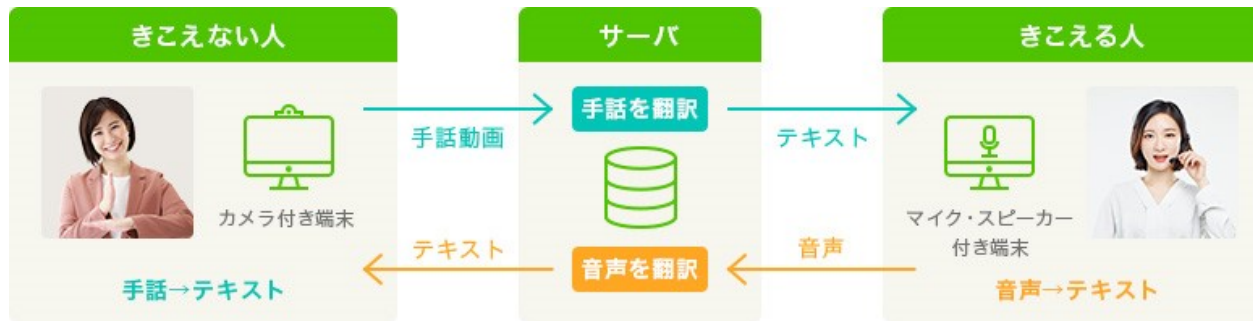 きこえない人
サーバ
きこえる人
手話動画
手話を翻訳
テキスト
カメラ付き端末
マイク・スピーカー
付き端末
テキスト
音声を翻訳
音声
手話→テキスト
音声→テキスト